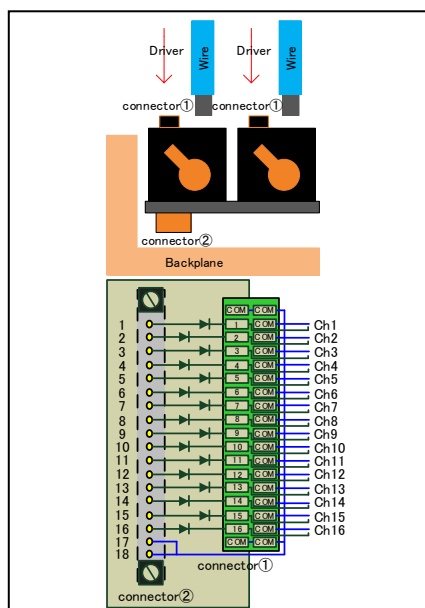 Driver Wire Driver Wire
connector① connector①
connector②
Backplane
COM COM
1 1 COM Ch1
2 2 COM Ch2
3 3 COM Ch3
4 4 COM Ch4
5 5 COM Ch5
6 6 COM Ch6
7 7 COM Ch7
8 8 COM Ch8
9 9 COM Ch9
10 10 COM Ch10
11 11 COM Ch11
12 12 COM Ch12
13 13 COM Ch13
14 14 COM Ch14
15 15 COM Ch15
16 16 COM Ch16
17 COM COM
18
connector①
connector②